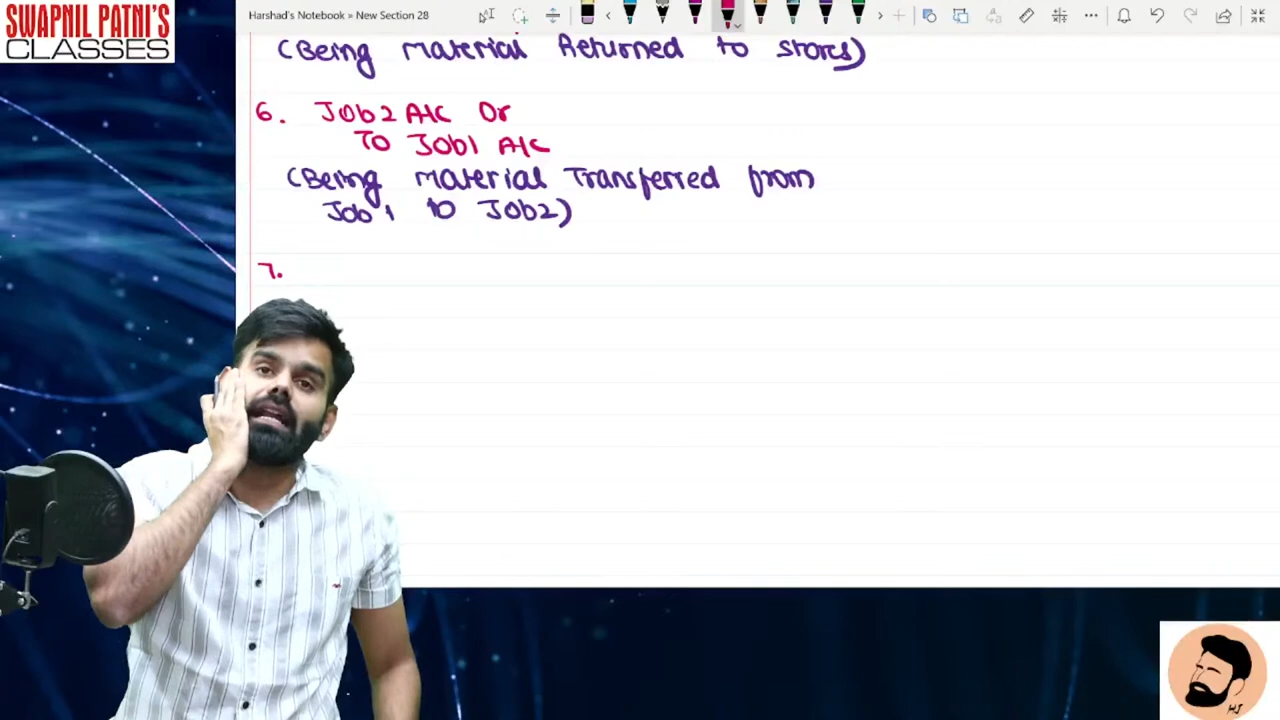 SWAPNIL PATNI'S
CLASSES
Harshad's Notebook » New Section 28
(Being Material Returned to stores)
6. Job2 A/c Dr
To Job1 A/c
(Being Material Transferred from
Job1 to Job2)
7.
HJ